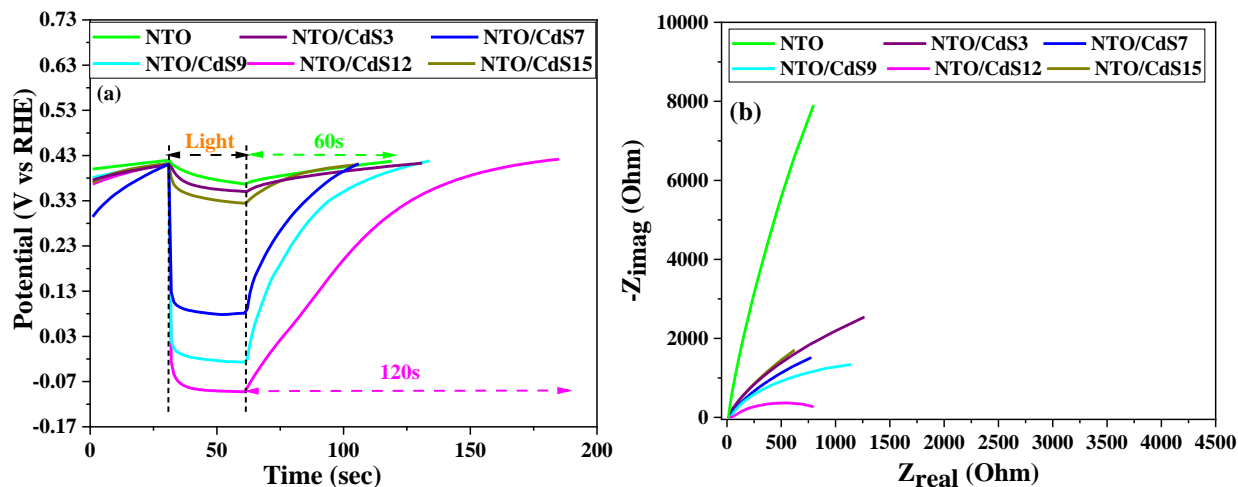 0.73
0.63
0.53
0.43
0.33
0.23
0.13
0.03
-0.07
-0.17
Potential (V vs RHE)
NTO NTO/CdS3 NTO/CdS7
NTO/CdS9 NTO/CdS12 NTO/CdS15
(a)
Light 60s
120s
0 50 100 150 200
Time (sec)
10000
8000
6000
4000
2000
0
-Zimag (Ohm)
NTO NTO/CdS3 NTO/CdS7
NTO/CdS9 NTO/CdS12 NTO/CdS15
(b)
0 500 1000 1500 2000 2500 3000 3500 4000 4500
Zreal (Ohm)